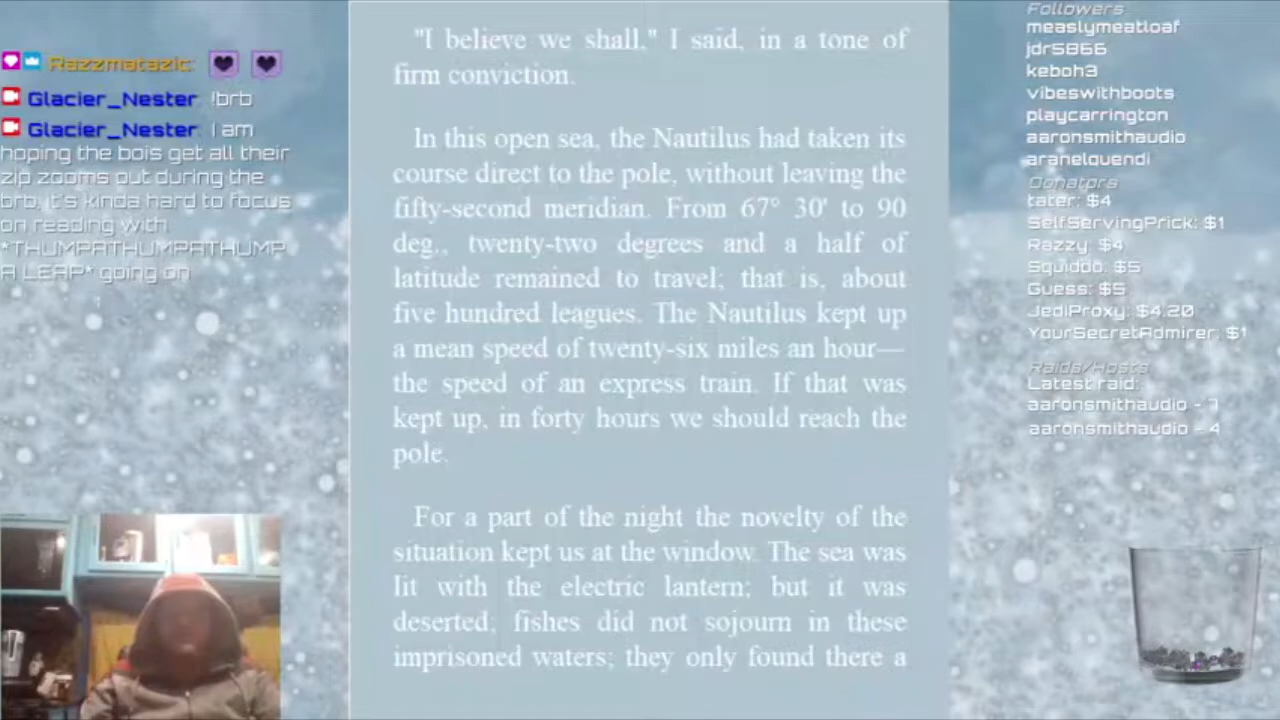 Razzmatazic:
Glacier_Nester: !brb
Glacier_Nester: I am
hoping the bois get all their
zip zooms out during the
brb, it's kinda hard to focus
on reading with
*THUMPATHUMPATHUMP
A LEAP* going on
"I believe we shall," I said, in a tone of
firm conviction.
In this open sea, the Nautilus had taken its
course direct to the pole, without leaving the
fifty-second meridian. From 67° 30' to 90
deg., twenty-two degrees and a half of
latitude remained to travel; that is, about
five hundred leagues. The Nautilus kept up
a mean speed of twenty-six miles an hour—
the speed of an express train. If that was
kept up, in forty hours we should reach the
pole.
For a part of the night the novelty of the
situation kept us at the window. The sea was
lit with the electric lantern; but it was
deserted; fishes did not sojourn in these
imprisoned waters; they only found there a
Followers
measlymeatloaf
jdr5866
keboh3
vibeswithboots
playcarrington
aaronsmithaudio
aranelquendi
Donators
tater: $4
SelfServingPrick: $1
Razzy: $4
Squiddo: $5
Guess: $5
JediProxy: $4.20
YourSecretAdmirer: $1
Raids/Hosts
Latest raid:
aaronsmithaudio - 7
aaronsmithaudio - 4